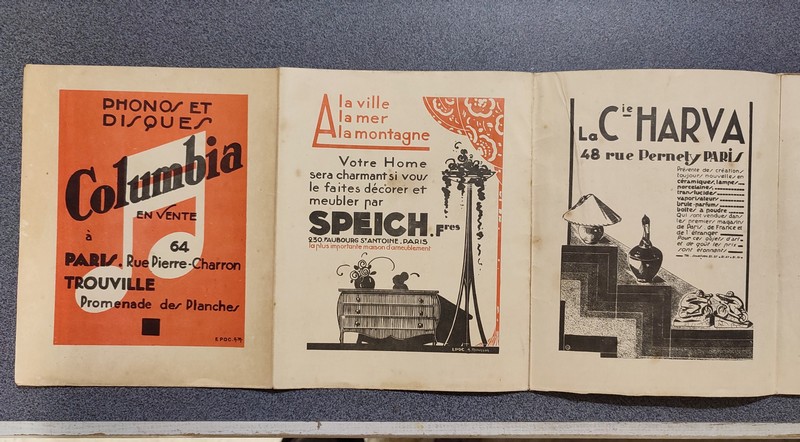 PHONOS ET
DISQUES
Columbia
EN VENTE
à
64
PARIS. Rue Pierre-Charron
TROUVILLE
Promenade des Planches
E.POC.
A la ville
la mer
la montagne
Votre Home
sera charmant si vous
le faites décorer et
meubler par
SPEICH.Fres
230.FAUBOURG ST ANTOINE.PARIS
la plus importante maison d'ameublement
E.POC.
La Cie HARVA
48 rue Pernety PARIS
Présente des créations
toujours nouvelles en
céramiques, lampes
porcelaines
translucides
vaporisateurs
brule-parfums
boîtes à poudre
Qui sont vendues dans
les premiers magasins
de Paris, de France et
de l'étranger
Pour ces objets d'art
et de goût les prix
sont étonnants